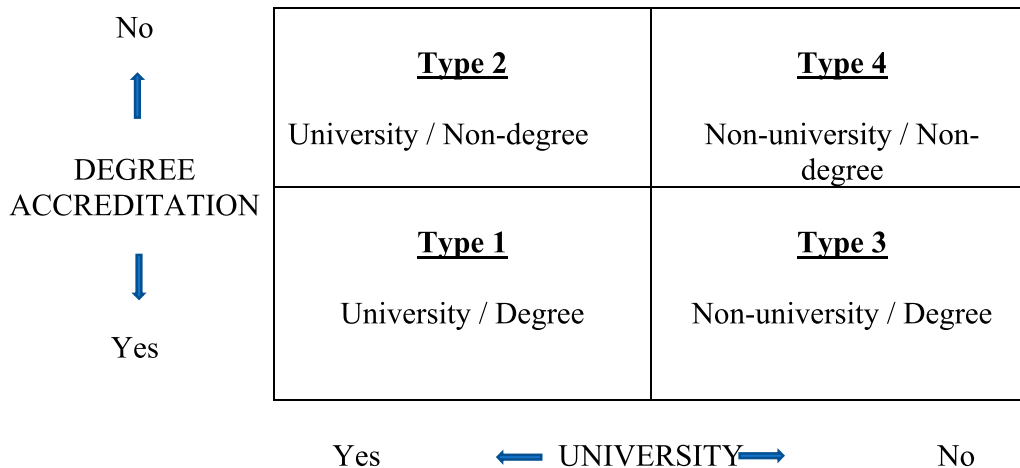 No
DEGREE
ACCREDITATION
Yes
Type 2
University / Non-degree
Type 4
Non-university / Non-
degree
Type 1
University / Degree
Type 3
Non-university / Degree
Yes
UNIVERSITY
No